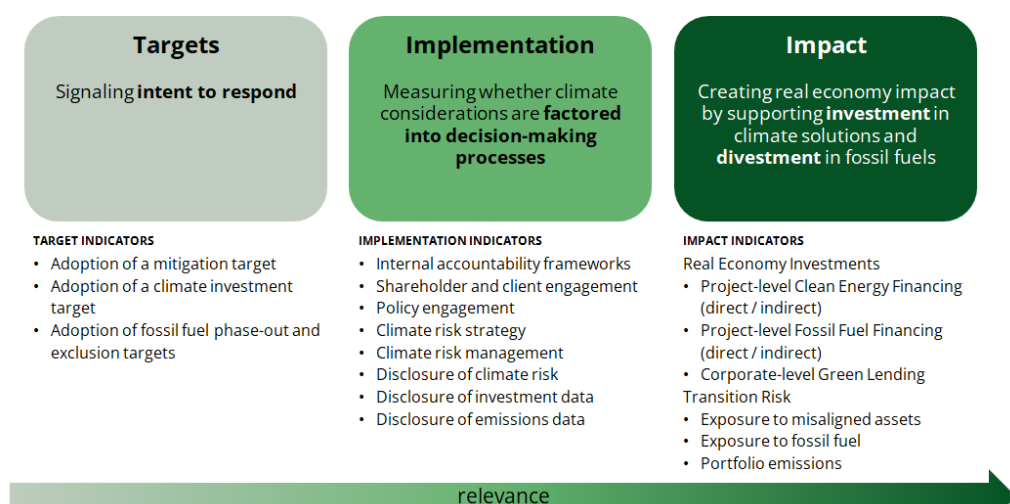 Targets
Signaling intent to respond
Implementation
Measuring whether climate
considerations are factored
into decision-making
processes
Impact
Creating real economy impact
by supporting investment in
climate solutions and
divestment in fossil fuels
TARGET INDICATORS
• Adoption of a mitigation target
• Adoption of a climate investment
target
• Adoption of fossil fuel phase-out and
exclusion targets
IMPLEMENTATION INDICATORS
• Internal accountability frameworks
• Shareholder and client engagement
• Policy engagement
• Climate risk strategy
• Climate risk management
• Disclosure of climate risk
• Disclosure of investment data
• Disclosure of emissions data
IMPACT INDICATORS
Real Economy Investments
• Project-level Clean Energy Financing
(direct / indirect)
• Project-level Fossil Fuel Financing
(direct / indirect)
• Corporate-level Green Lending
Transition Risk
• Exposure to misaligned assets
• Exposure to fossil fuel
• Portfolio emissions
relevance